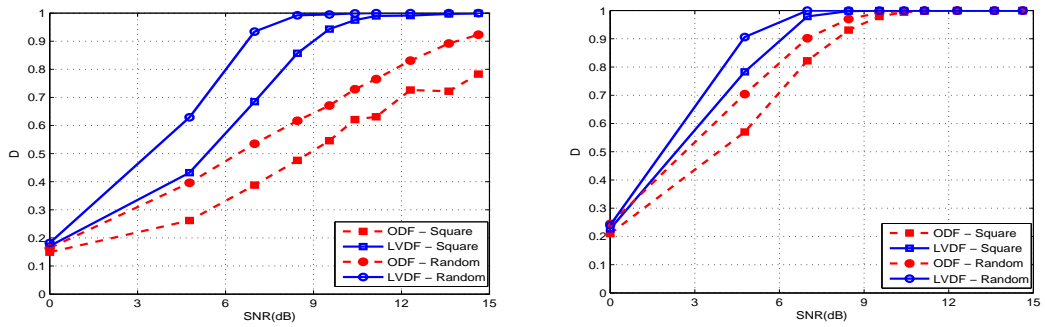 1
0.9
0.8
0.7
0.6
0.5
0.4
0.3
0.2
0.1
0
D
0 3 6 9 12 15
SNR(dB)
ODF – Square
LVDF – Square
ODF – Random
LVDF – Random
1
0.9
0.8
0.7
0.6
0.5
0.4
0.3
0.2
0.1
0
D
0 3 6 9 12 15
SNR(dB)
ODF – Square
LVDF – Square
ODF – Random
LVDF – Random